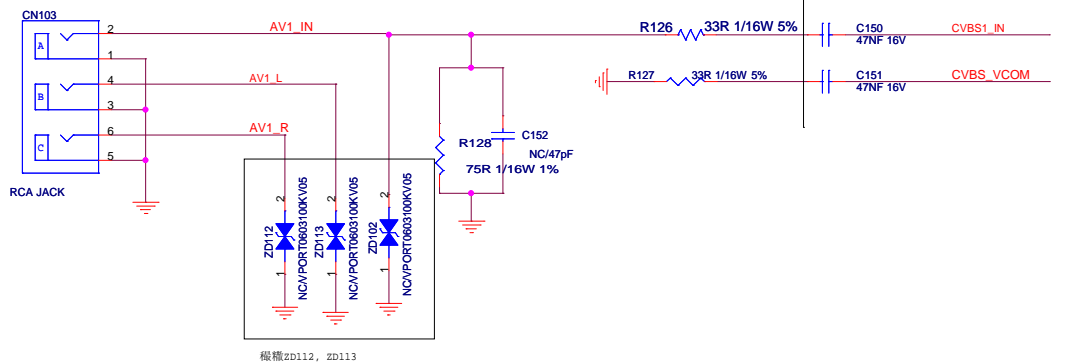 CN103
A
B
C
2
1
4
3
6
5
RCA JACK
AV1_IN
AV1_L
AV1_R
R126
33R 1/16W 5%
C150
47NF 16V
CVBS1_IN
R127
33R 1/16W 5%
C151
47NF 16V
CVBS_VCOM
R128
75R 1/16W 1%
C152
NC/47pF
2
ZD112
1
NC/VPORT0603100KV05
2
ZD113
1
NC/VPORT0603100KV05
2
ZD102
1
NC/VPORT0603100KV05
ZD112, ZD113